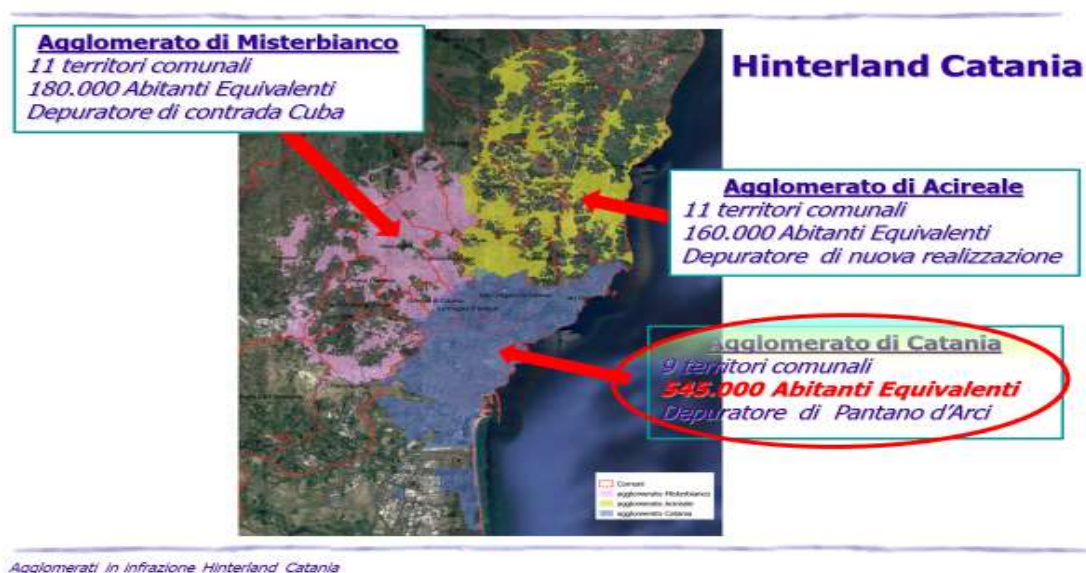 Agglomerato di Misterbianco
11 territori comunali
180.000 Abitanti Equivalenti
Depuratore di contrada Cuba
Hinterland Catania
Agglomerato di Acireale
11 territori comunali
160.000 Abitanti Equivalenti
Depuratore di nuova realizzazione
Agglomerato di Catania
9 territori comunali
545.000 Abitanti Equivalenti
Depuratore di Pantano d'Arci
Comuni
agglomerato Misterbianco
agglomerato Acireale
agglomerato Catania
Agglomerati in infrazione Hinterland Catania